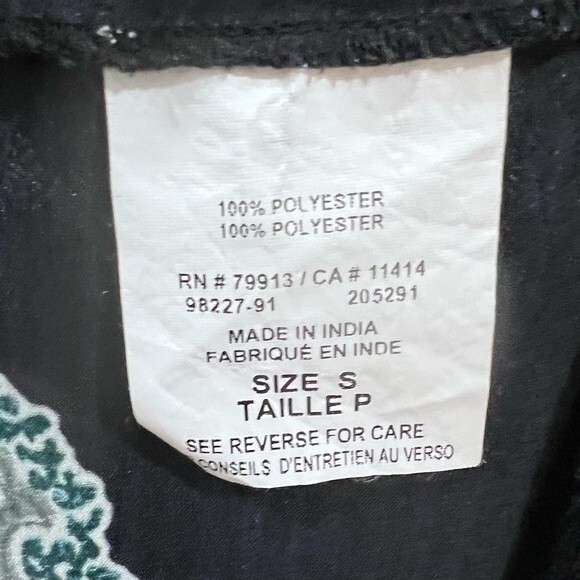 100% POLYESTER
100% POLYESTER
RN # 79913 / CA # 11414
98227-91 205291
MADE IN INDIA
FABRIQUÉ EN INDE
SIZE S
TAILLE P
SEE REVERSE FOR CARE
CONSEILS D'ENTRETIEN AU VERSO